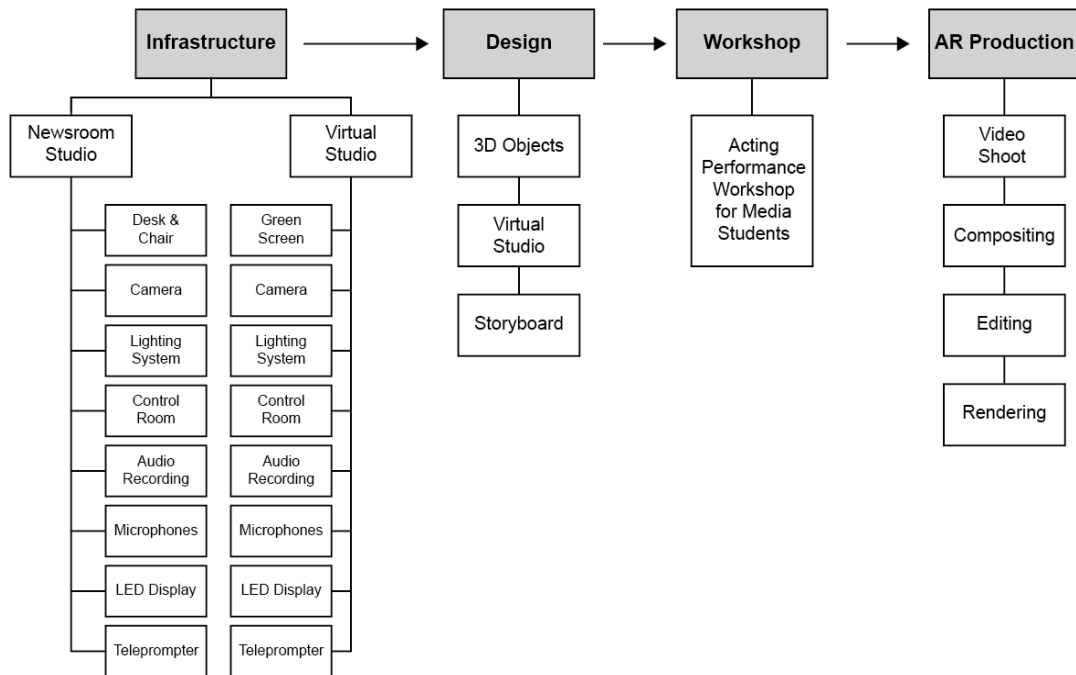 Infrastructure
Design
Workshop
AR Production
Newsroom
Studio
Virtual
Studio
Desk &
Chair
Camera
Lighting
System
Control
Room
Audio
Recording
Microphones
LED Display
Teleprompter
Green
Screen
Camera
Lighting
System
Control
Room
Audio
Recording
Microphones
LED Display
Teleprompter
3D Objects
Virtual
Studio
Storyboard
Acting
Performance
Workshop
for Media
Students
Video
Shoot
Compositing
Editing
Rendering